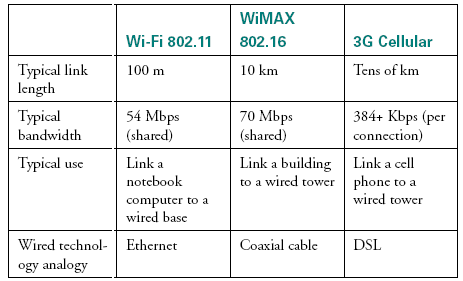 Wi-Fi 802.11
WiMAX
802.16
3G Cellular
Typical link
length
100 m
10 km
Tens of km
Typical
bandwidth
54 Mbps
(shared)
70 Mbps
(shared)
384+ Kbps (per
connection)
Typical use
Link a
notebook
computer to a
wired base
Link a building
to a wired tower
Link a cell
phone to a
wired tower
Wired technol-
ogy analogy
Ethernet
Coaxial cable
DSL